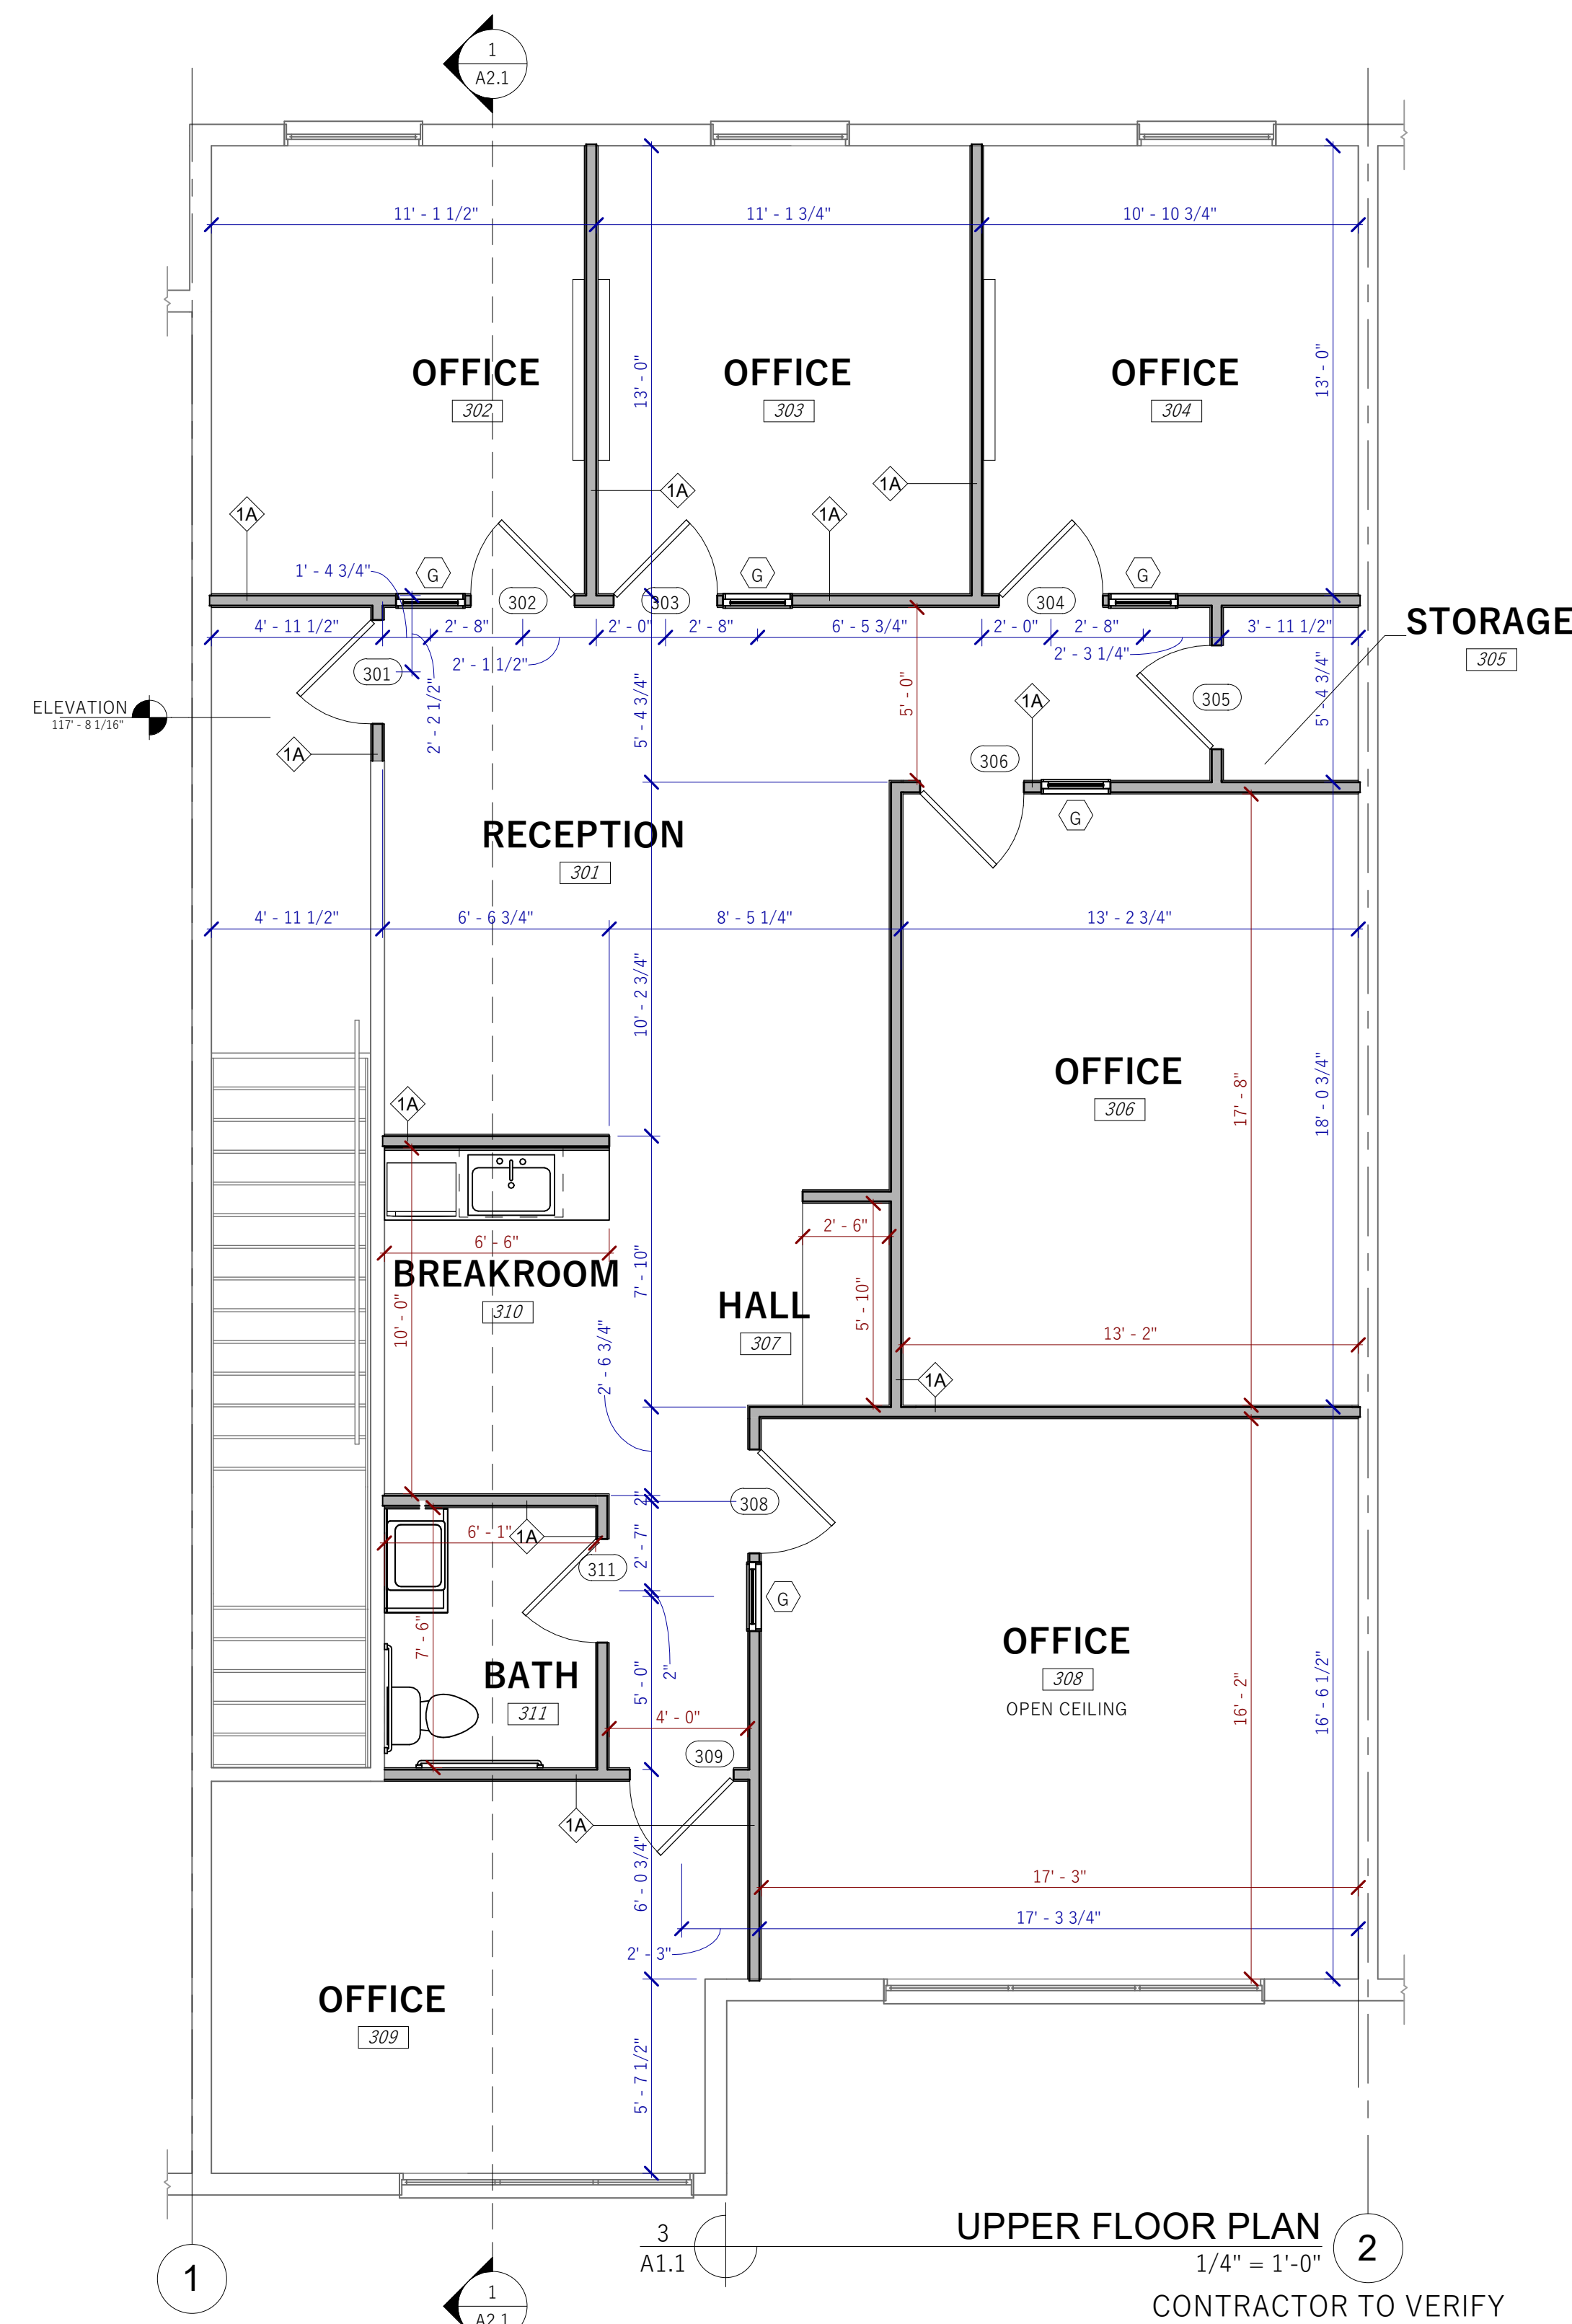 1
A2.1
11' - 1 1/2"
11' - 1 3/4"
10' - 10 3/4"
13' - 0"
13' - 0"
OFFICE
302
OFFICE
303
OFFICE
304
1A
1A
1A
1A
1' - 4 3/4"
G
G
G
302
303
304
4' - 11 1/2"
2' - 8"
2' - 0"
2' - 8"
6' - 5 3/4"
2' - 0"
2' - 8"
3' - 11 1/2"
2' - 1 1/2"
2' - 3 1/4"
STORAGE
305
301
2' - 2 1/2"
5' - 4 3/4"
5' - 0"
5' - 4 3/4"
305
1A
ELEVATION
117' - 8 1/16"
1A
306
G
RECEPTION
301
4' - 11 1/2"
6' - 6 3/4"
8' - 5 1/4"
13' - 2 3/4"
10' - 2 3/4"
OFFICE
306
17' - 8"
18' - 0 3/4"
1A
6' - 6"
2' - 6"
BREAKROOM
310
10' - 0"
7' - 10"
HALL
307
5' - 10"
13' - 2"
2' - 6 3/4"
1A
2"
308
6' - 1"
1A
2' - 7"
311
G
7' - 6"
OFFICE
308
OPEN CEILING
BATH
311
5' - 0"
2"
4' - 0"
16' - 2"
16' - 6 1/2"
309
1A
6' - 0 3/4"
17' - 3"
17' - 3 3/4"
2' - 3"
OFFICE
309
5' - 7 1/2"
3
A1.1
UPPER FLOOR PLAN
1/4" = 1'-0"
1
2
1
A2.1
CONTRACTOR TO VERIFY